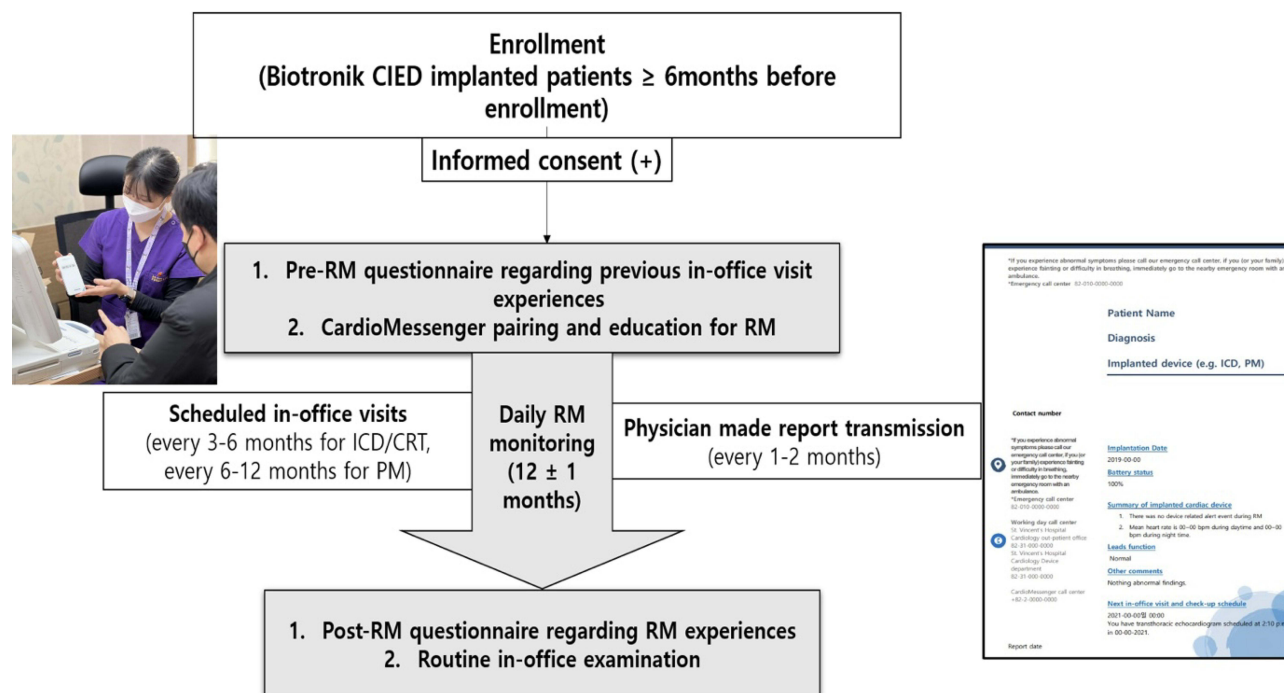 Enrollment
(Biotronik CIED implanted patients ≥ 6months before
enrollment)
Informed consent (+)
1. Pre-RM questionnaire regarding previous in-office visit
experiences
2. CardioMessenger pairing and education for RM
Scheduled in-office visits
(every 3-6 months for ICD/CRT,
every 6-12 months for PM)
Daily RM
monitoring
(12 ± 1
months)
Physician made report transmission
(every 1-2 months)
1. Post-RM questionnaire regarding RM experiences
2. Routine in-office examination
*If you experience abnormal symptoms please call our emergency call center, if you (or your family)
experience fainting or difficulty in breathing, immediately go to the nearby emergency room with an
ambulance.
*Emergency call center 82-010-0000-0000
Patient Name
Diagnosis
Implanted device (e.g. ICD, PM)
Contact number
*If you experience abnormal
symptoms please call our
emergency call center, if you (or
your family) experience fainting
or difficulty in breathing,
immediately go to the nearby
emergency room with an
ambulance.
*Emergency call center
82-010-0000-0000
Working day call center
St. Vincent's Hospital
Cardiology out-patient office
82-31-000-0000
St. Vincent's Hospital
Cardiology Device
department
82-31-000-0000
CardioMessenger call center
+82-2-0000-0000
Implantation Date
2019-00-00
Battery status
100%
Summary of implanted cardiac device
1. There was no device related alert event during RM
2. Mean heart rate is 00~00 bpm during daytime and 00~00
bpm during night time.
Leads function
Normal
Other comments
Nothing abnormal findings.
Next in-office visit and check-up schedule
2021-00-00일 00:00
You have transthoracic echocardiogram scheduled at 2:10 p
in 00-00-2021.
Report date